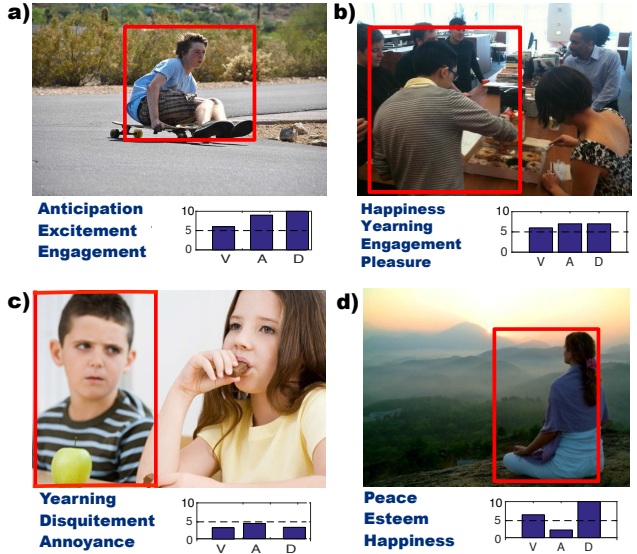 a)
Anticipation
Excitement
Engagement
10
5
0
V A D
b)
Happiness
Yearning
Engagement
Pleasure
10
5
0
V A D
c)
Yearning
Disquitement
Annoyance
10
5
0
V A D
d)
Peace
Esteem
Happiness
10
5
0
V A D